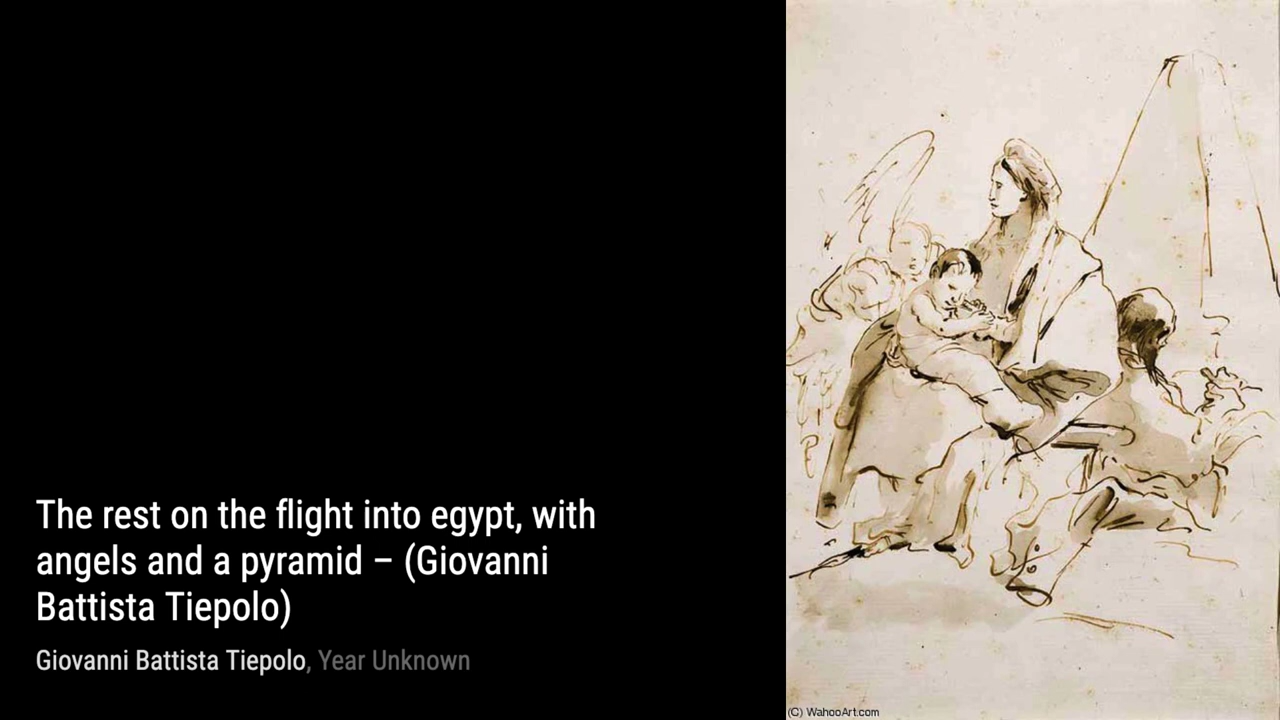 The rest on the flight into egypt, with
angels and a pyramid – (Giovanni
Battista Tiepolo)
Giovanni Battista Tiepolo, Year Unknown
(C) WahooArt.com